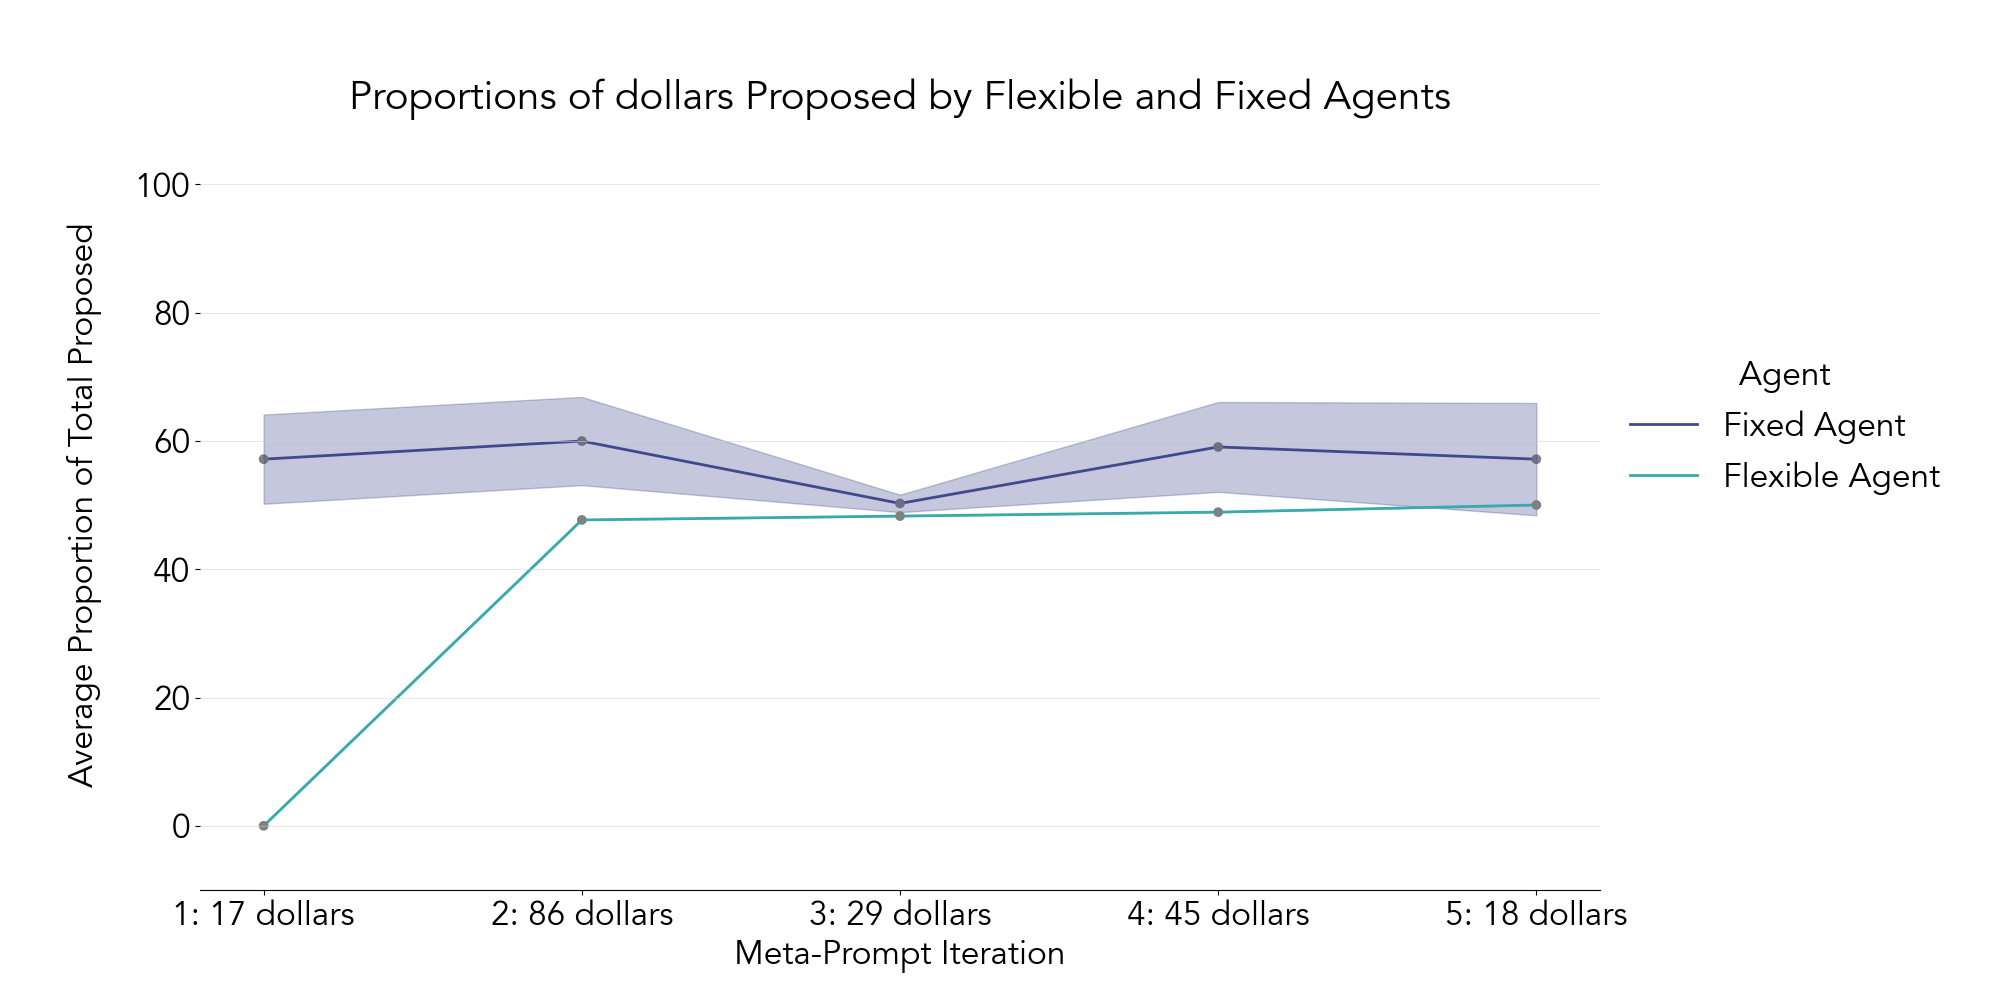 Proportions of dollars Proposed by Flexible and Fixed Agents
Average Proportion of Total Proposed
100
80
60
40
20
0
1: 17 dollars
2: 86 dollars
3: 29 dollars
4: 45 dollars
5: 18 dollars
Meta-Prompt Iteration
Agent
Fixed Agent
Flexible Agent